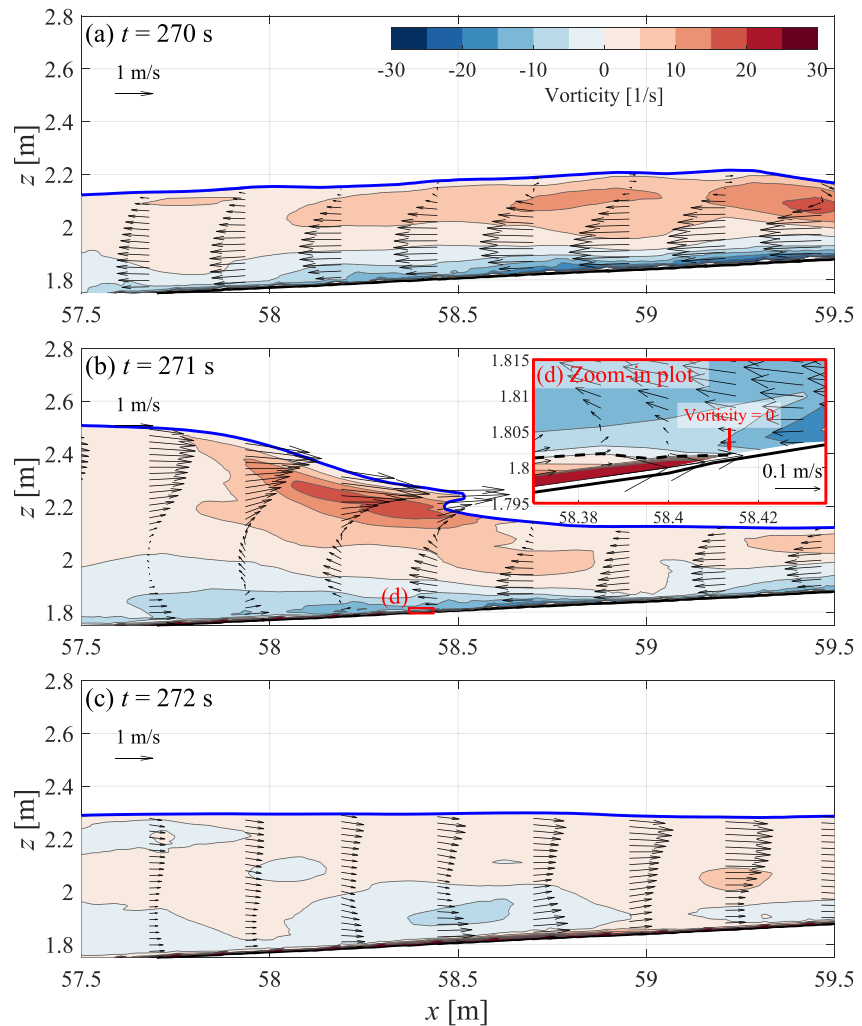 (a) t = 270 s
1 m/s
-30 -20 -10 0 10 20 30
Vorticity [1/s]
2.8
2.6
2.4
2.2
2
1.8
z [m]
57.5 58 58.5 59 59.5
(b) t = 271 s
1 m/s
2.8
2.6
2.4
2.2
2
1.8
z [m]
(d) Zoom-in plot
Vorticity = 0
0.1 m/s
1.815
1.81
1.805
1.8
1.795
58.38 58.4 58.42
(d)
57.5 58 58.5 59 59.5
(c) t = 272 s
1 m/s
2.8
2.6
2.4
2.2
2
1.8
z [m]
57.5 58 58.5 59 59.5
x [m]